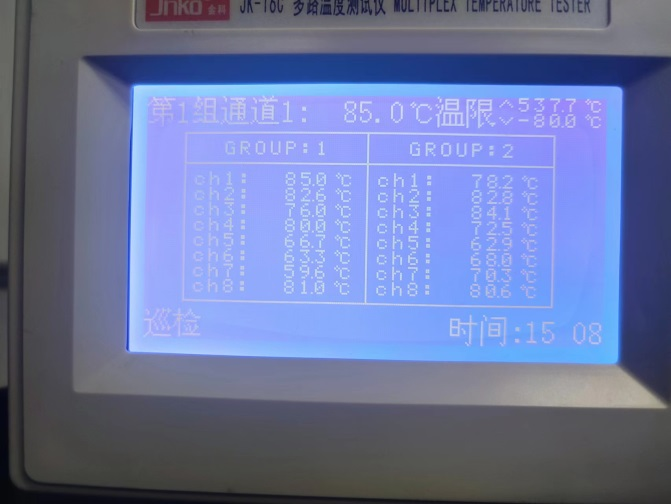 JNKO 金科 JK-16C 多路温度测试仪 MULTIPLEX TEMPERATURE TESTER
第1组通道1: 85.0℃温限︿537.7℃
﹀-80.0℃
GROUP:1 GROUP:2
ch1: 85.0 ℃ ch1: 78.2 ℃
ch2: 82.6 ℃ ch2: 82.8 ℃
ch3: 76.0 ℃ ch3: 84.1 ℃
ch4: 80.0 ℃ ch4: 72.5 ℃
ch5: 66.7 ℃ ch5: 62.9 ℃
ch6: 63.3 ℃ ch6: 68.0 ℃
ch7: 59.6 ℃ ch7: 70.3 ℃
ch8: 81.0 ℃ ch8: 80.6 ℃
巡检 时间:15 08